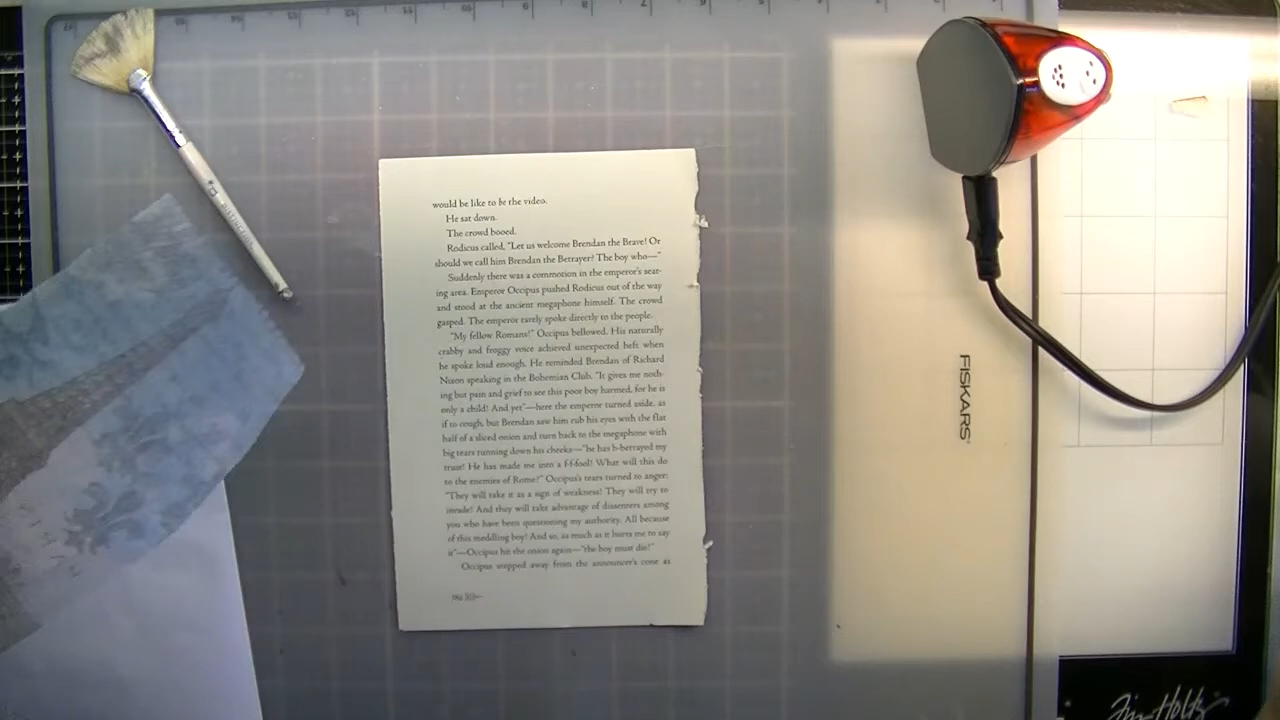 would be like to be the video.
He sat down.
The crowd booed.
Rodicus called, "Let us welcome Brendan the Brave! Or
should we call him Brendan the Betrayer? The boy who—"
Suddenly there was a commotion in the emperor's seat-
ing area. Emperor Occipus pushed Rodicus out of the way
and stood at the ancient megaphone himself. The crowd
gasped. The emperor rarely spoke directly to the people.
"My fellow Romans!" Occipus bellowed. His naturally
crabby and froggy voice achieved unexpected heft when
he spoke loud enough. He reminded Brendan of Richard
Nixon speaking in the Bohemian Club. "It gives me noth-
ing but pain and grief to see this poor boy harmed, for he is
only a child! And yet"—here the emperor turned aside, as
if to cough, but Brendan saw him rub his eyes with the flat
half of a sliced onion and turn back to the megaphone with
big tears running down his cheeks—"he has b-betrayed my
trust! He has made me into a f-f-fool! What will this do
to the enemies of Rome?" Occipus's tears turned to anger:
"They will take it as a sign of weakness! They will try to
invade! And they will take advantage of dissenters among
you who have been questioning my authority. All because
of this meddling boy! And so, as much as it hurts me to say
it"—Occipus hit the onion again—"the boy must die!"
Occipus stepped away from the announcer's cone as
FISKARS
Tim Holtz